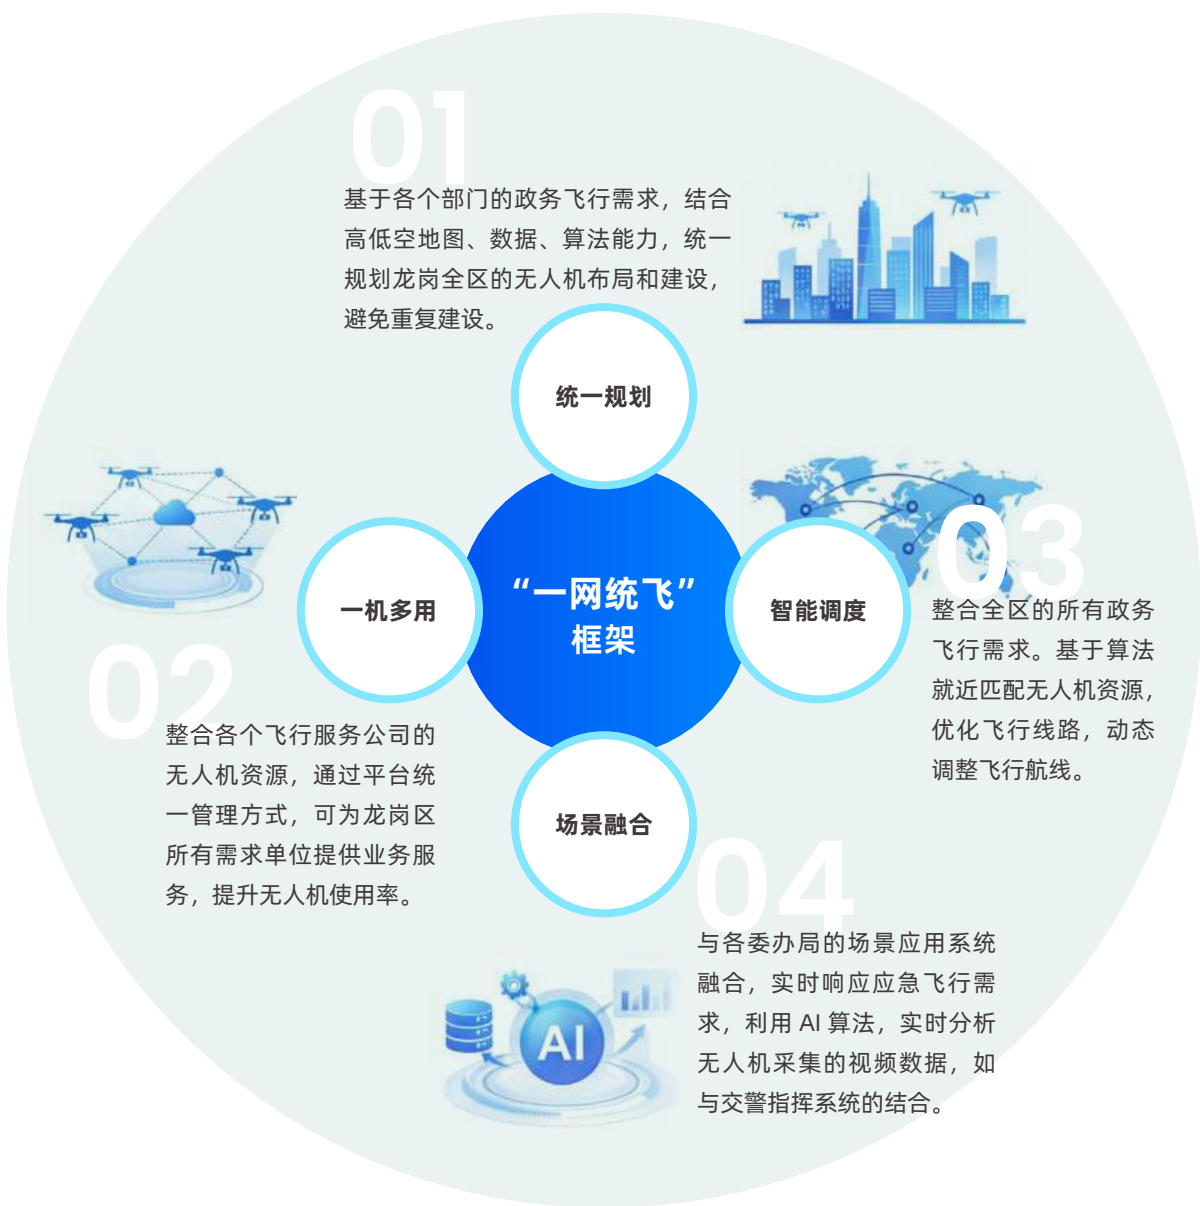 01
基于各个部门的政务飞行需求，结合
高低空地图、数据、算法能力，统一
规划龙岗全区的无人机布局和建设，
避免重复建设。
统一规划
“一网统飞”
框架
一机多用
02
整合各个飞行服务公司的
无人机资源，通过平台统
一管理方式，可为龙岗区
所有需求单位提供业务服
务，提升无人机使用率。
智能调度
03
整合全区的所有政务
飞行需求。基于算法
就近匹配无人机资源，
优化飞行线路，动态
调整飞行航线。
场景融合
04
与各委办局的场景应用系统
融合，实时响应应急飞行需
求，利用 AI 算法，实时分析
无人机采集的视频数据，如
与交警指挥系统的结合。
AI